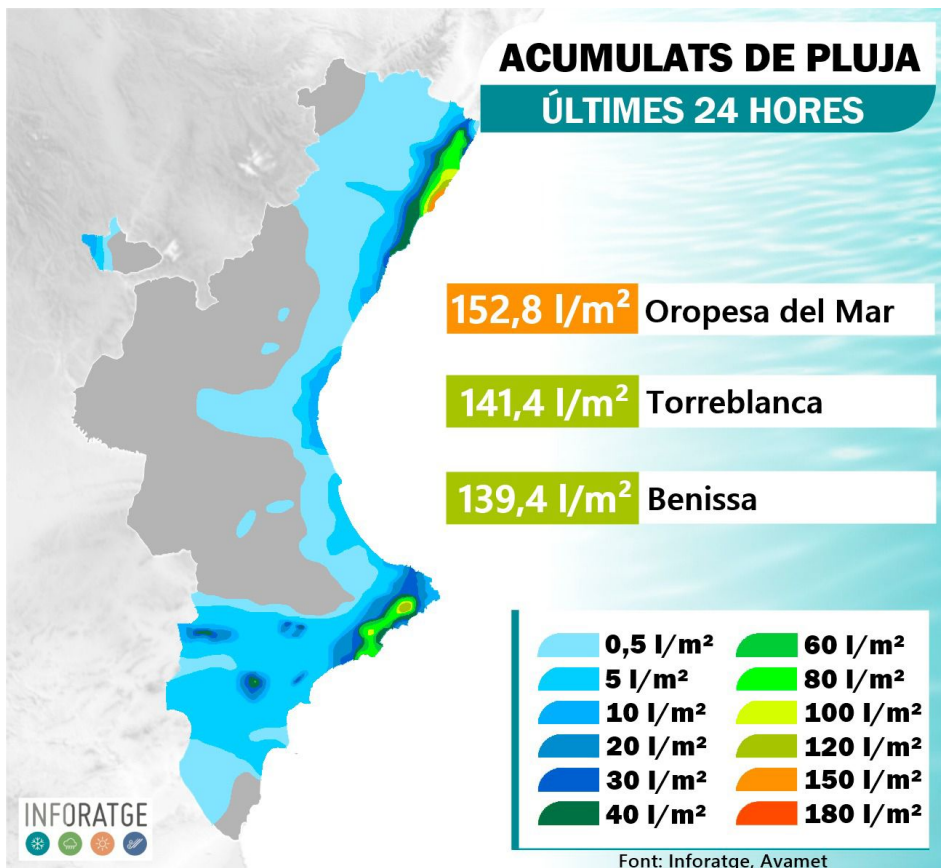 ACUMULATS DE PLUJA
ÚLTIMES 24 HORES
152,8 l/m² Oropesa del Mar
141,4 l/m² Torreblanca
139,4 l/m² Benissa
0,5 l/m² 60 l/m²
5 l/m² 80 l/m²
10 l/m² 100 l/m²
20 l/m² 120 l/m²
30 l/m² 150 l/m²
40 l/m² 180 l/m²
INFORATGE
Font: Inforatge, Avamet